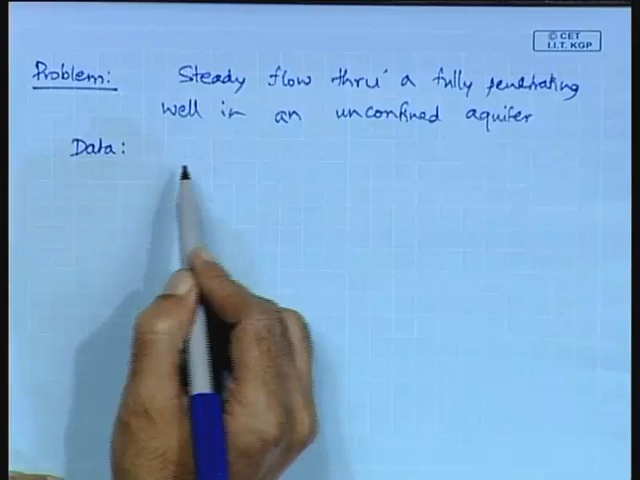 © CET
I.I.T. KGP
Problem: Steady flow thru' a fully penetrating
well in an unconfined aquifer
Data: